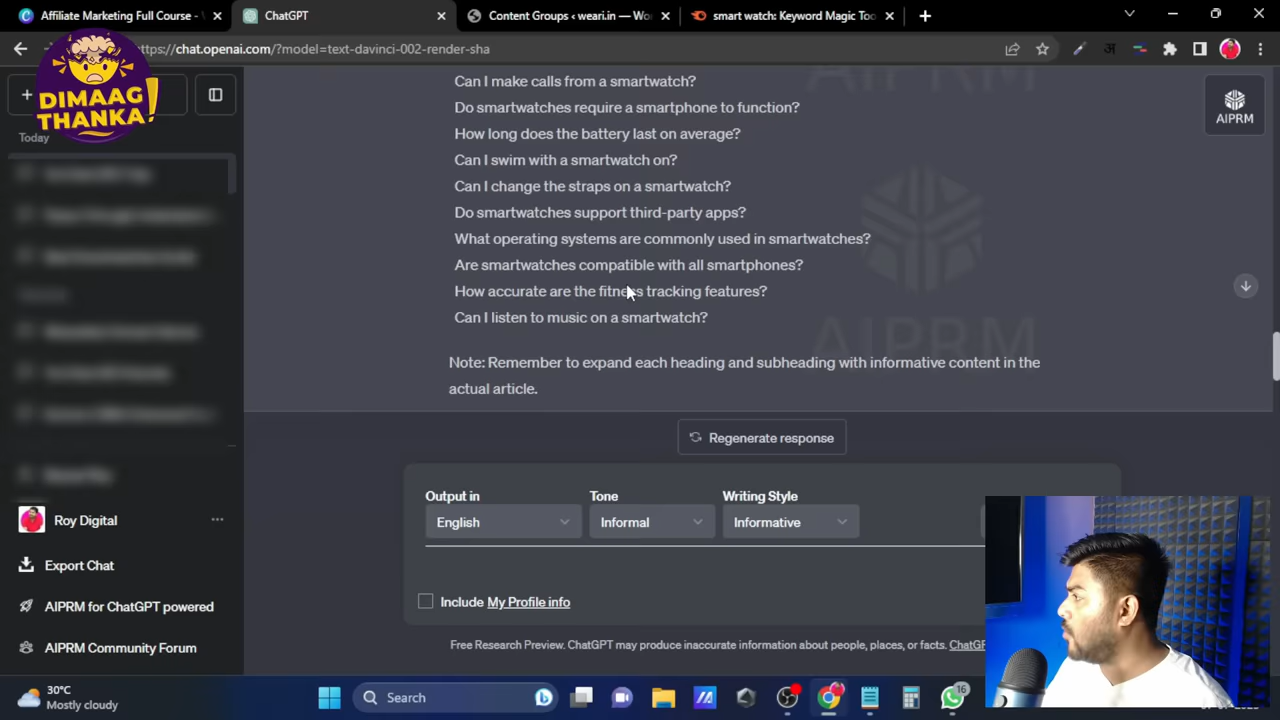 Affiliate Marketing Full Course -
ChatGPT
Content Groups ‹ weari.in — Wo
smart watch: Keyword Magic Too
https://chat.openai.com/?model=text-davinci-002-render-sha
DIMAAG
THANKA!
Today
AIPRM
Can I make calls from a smartwatch?
Do smartwatches require a smartphone to function?
How long does the battery last on average?
Can I swim with a smartwatch on?
Can I change the straps on a smartwatch?
Do smartwatches support third-party apps?
What operating systems are commonly used in smartwatches?
Are smartwatches compatible with all smartphones?
How accurate are the fitness tracking features?
Can I listen to music on a smartwatch?
AIPRM
Note: Remember to expand each heading and subheading with informative content in the
actual article.
Regenerate response
Output in
Tone
Writing Style
English
Informal
Informative
Roy Digital
Export Chat
AIPRM for ChatGPT powered
AIPRM Community Forum
Include My Profile info
Free Research Preview. ChatGPT may produce inaccurate information about people, places, or facts. ChatG
30°C
Mostly cloudy
Search
16